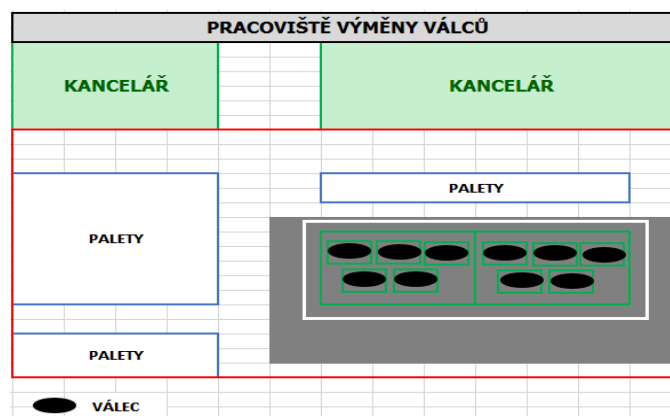 PRACOVIŠTĚ VÝMĚNY VÁLCŮ
KANCELÁŘ
KANCELÁŘ
PALETY
PALETY
PALETY
VÁLEC